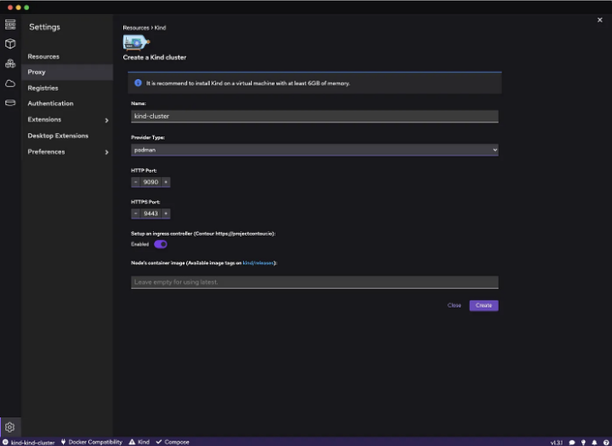 Settings
Resources
Proxy
Registries
Authentication
Extensions
Desktop Extensions
Preferences
Resources > Kind
Create a Kind cluster
It is recommend to install Kind on a virtual machine with at least 6GB of memory.
Name:
kind-cluster
Provider Type:
podman
HTTP Port:
− 9090 +
HTTPS Port:
− 9443 +
Setup an ingress controller (Contour https://projectcontour.io):
Enabled
Node's container image (Available image tags on kind/releases):
Leave empty for using latest.
Close
Create
kind-kind-cluster Docker Compatibility Kind Compose
v1.3.1